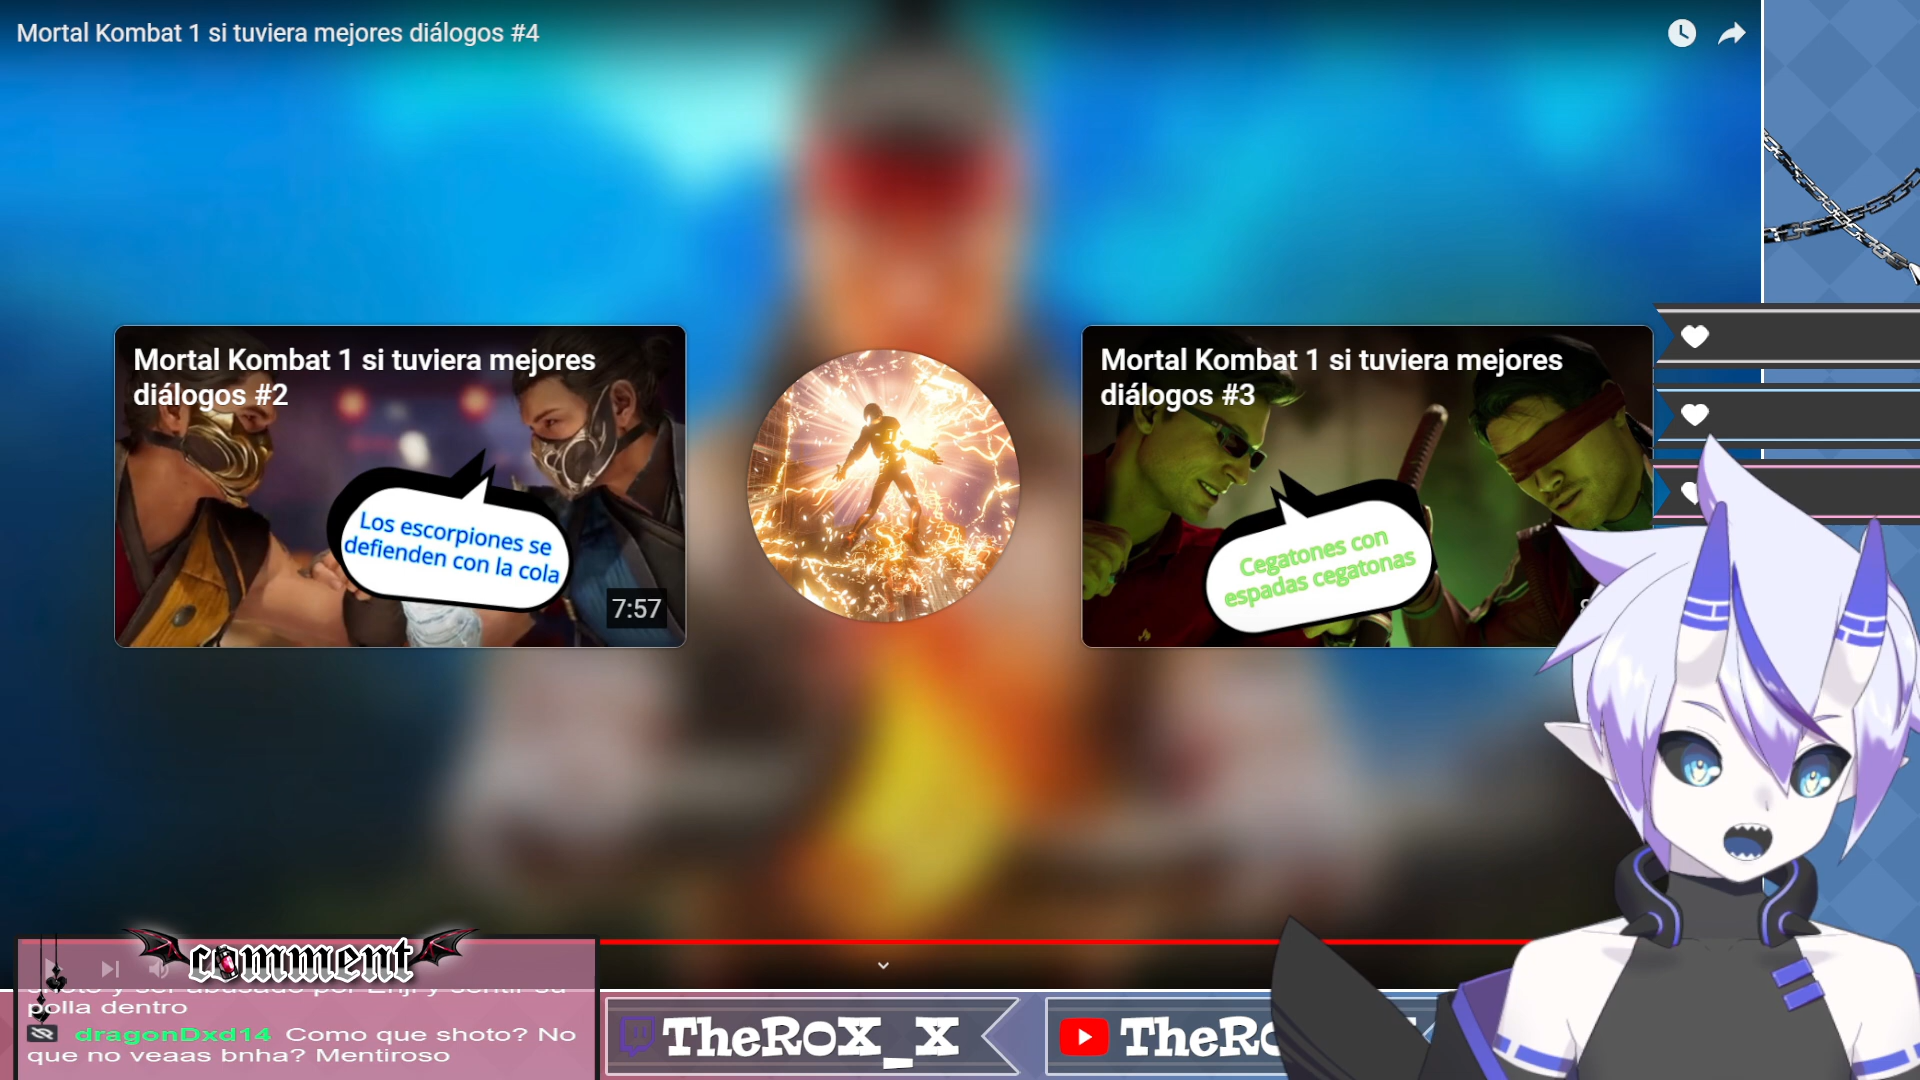 Mortal Kombat 1 si tuviera mejores diálogos #4
Mortal Kombat 1 si tuviera mejores
diálogos #2
Los escorpiones se
defienden con la cola
7:57
Mortal Kombat 1 si tuviera mejores
diálogos #3
Cegatones con
espadas cegatonas
comment
polla dentro
dragonDxd14 Como que shoto? No
que no veaas bnha? Mentiroso
TheROX_X
TheRO